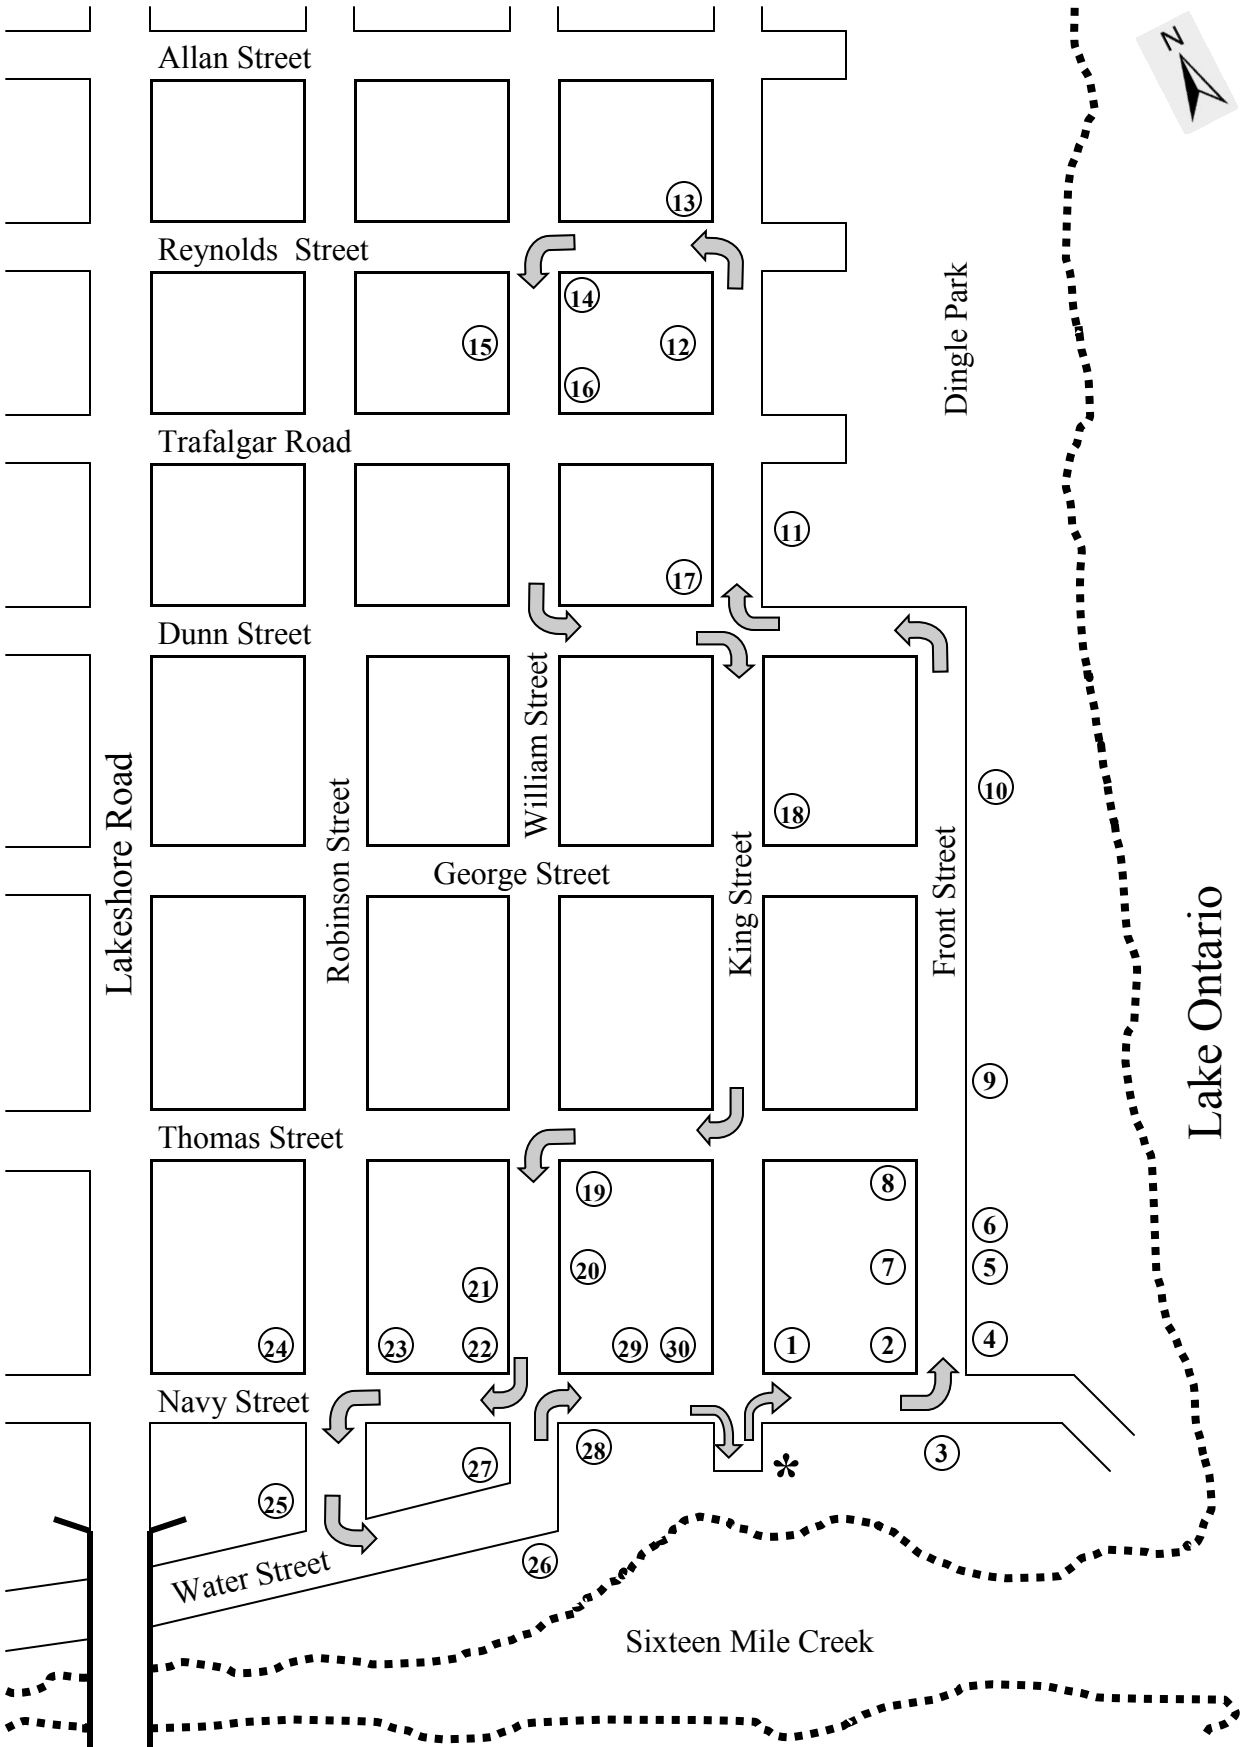 N
Allan Street
13
Reynolds Street
14
15
12
16
Dingle Park
Trafalgar Road
11
17
Dunn Street
William Street
10
18
Lakeshore Road
Robinson Street
King Street
Front Street
George Street
Lake Ontario
9
Thomas Street
8
19
6
20
7
5
21
24
23
22
29
30
1
2
4
Navy Street
28
3
27
*
25
26
Water Street
Sixteen Mile Creek